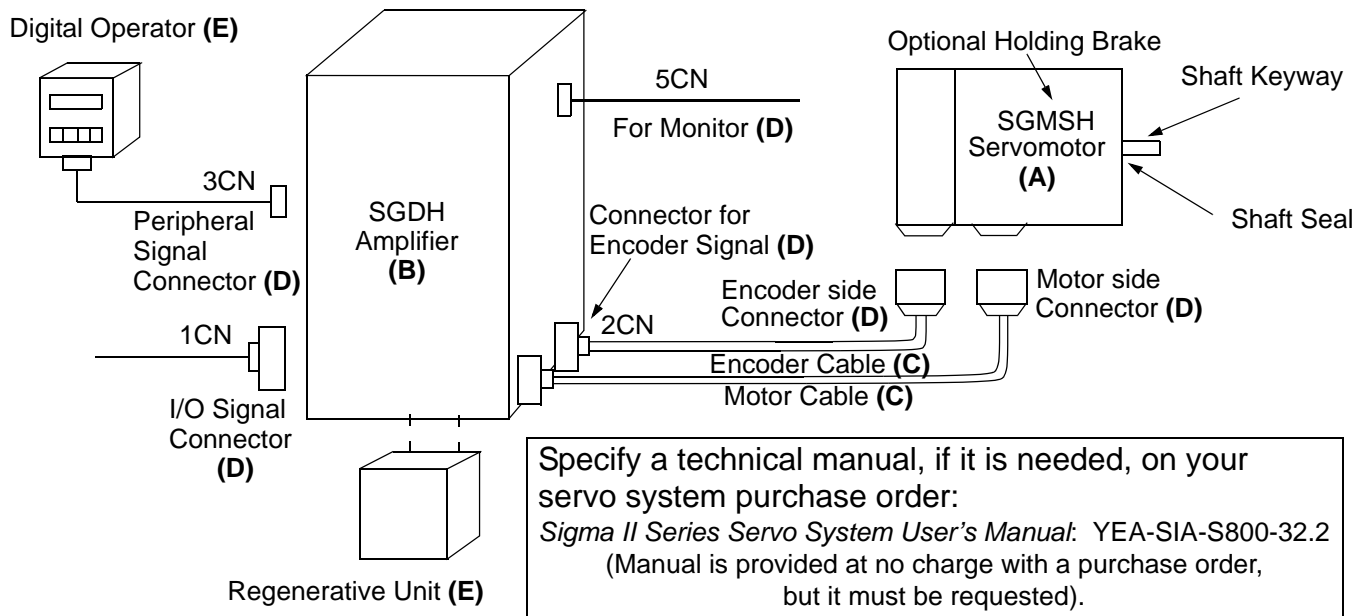 Digital Operator (E)
3CN
Peripheral
Signal
Connector (D)
1CN
I/O Signal
Connector
(D)
SGDH
Amplifier
(B)
Regenerative Unit (E)
5CN
For Monitor (D)
Connector for
Encoder Signal (D)
2CN
Encoder side
Connector (D)
Encoder Cable (C)
Motor Cable (C)
Optional Holding Brake
SGMSH
Servomotor
(A)
Shaft Keyway
Shaft Seal
Motor side
Connector (D)
Specify a technical manual, if it is needed, on your
servo system purchase order:
Sigma II Series Servo System User's Manual: YEA-SIA-S800-32.2
(Manual is provided at no charge with a purchase order,
but it must be requested).